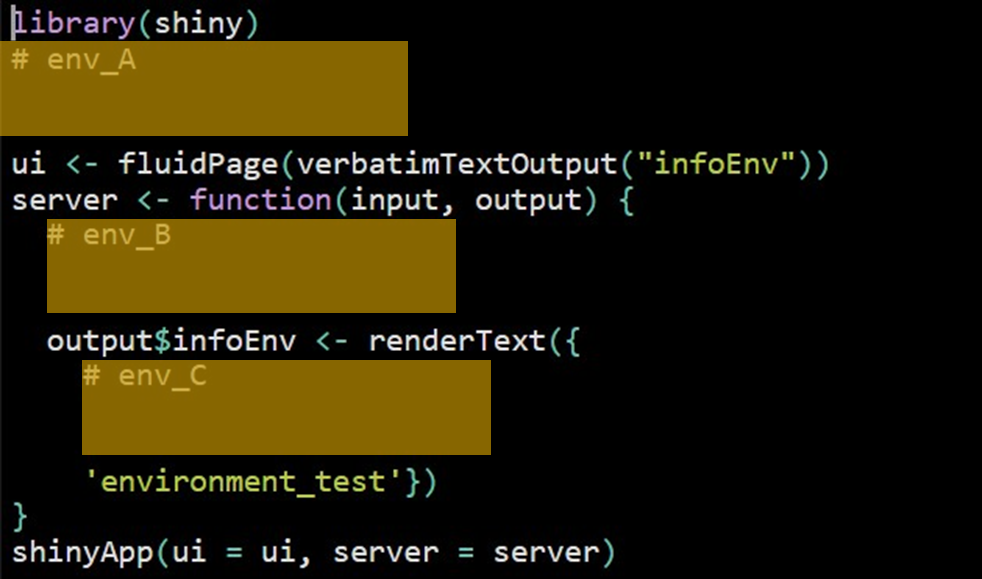 library(shiny)
# env_A
ui <- fluidPage(verbatimTextOutput("infoEnv"))
server <- function(input, output) {
# env_B
output$infoEnv <- renderText({
# env_C
'environment_test'})
}
shinyApp(ui = ui, server = server)